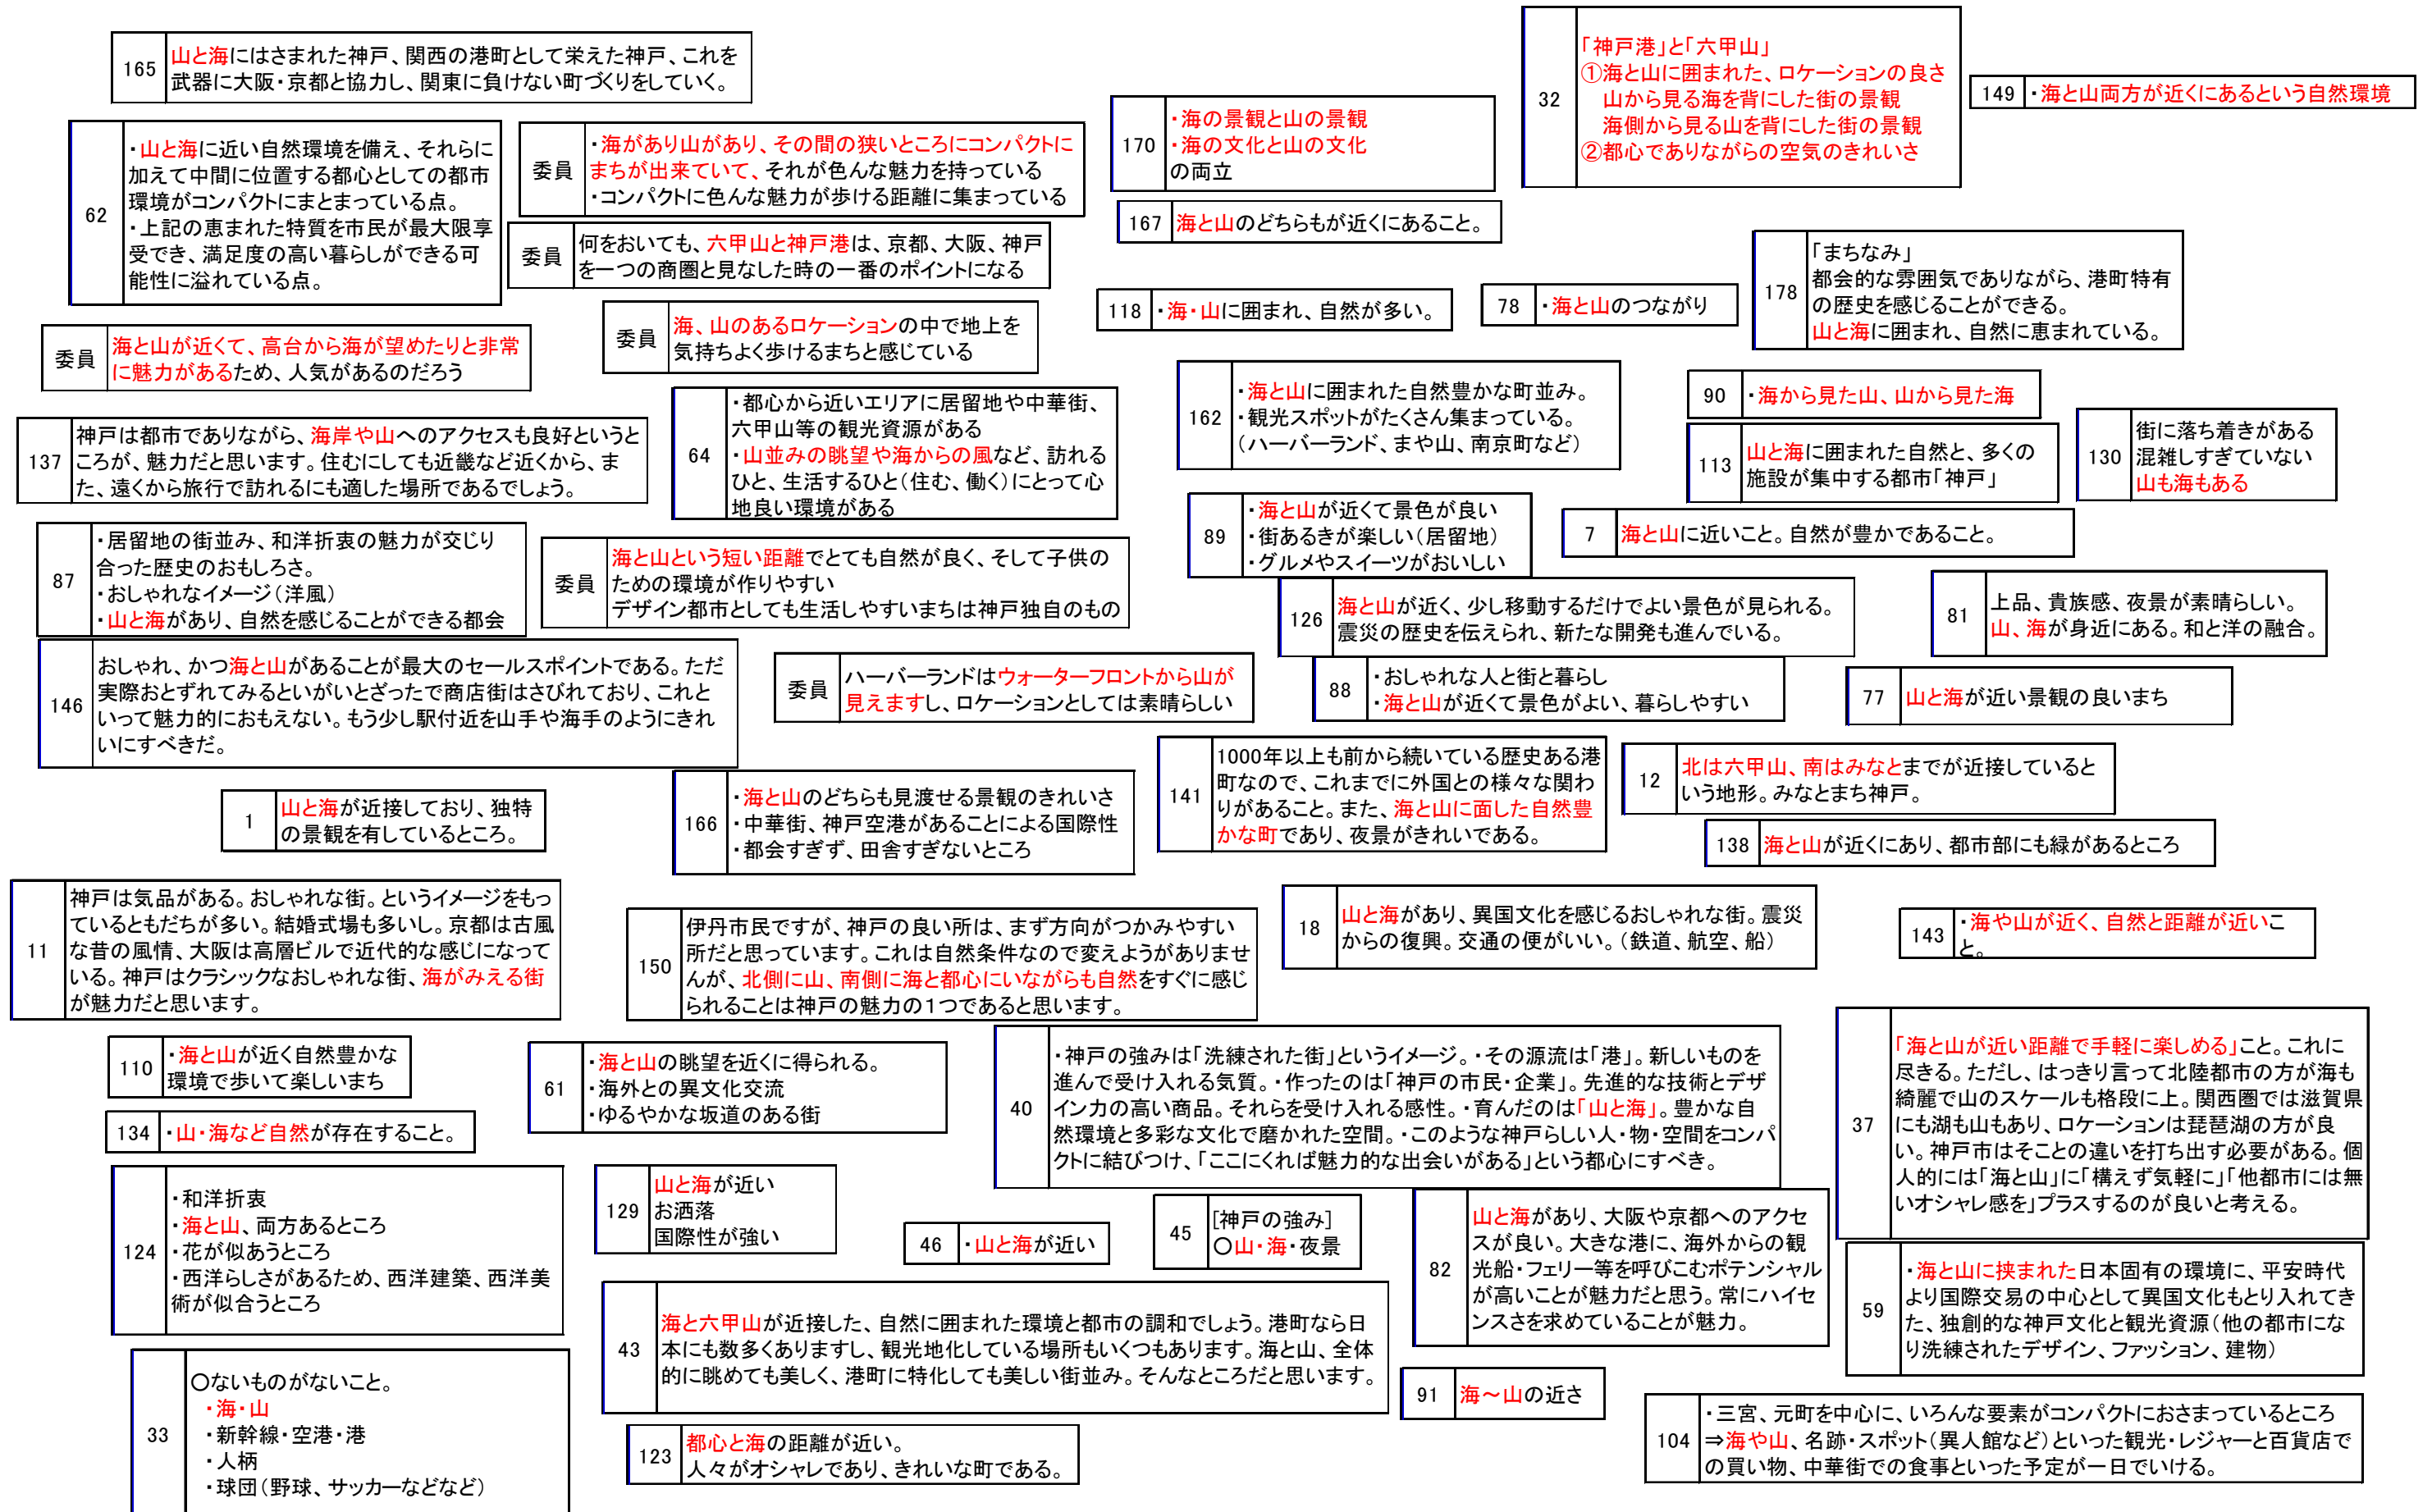 165
山と海にはさまれた神戸、関西の港町として栄えた神戸、これを
武器に大阪・京都と協力し、関東に負けない町づくりをしていく。
32
「神戸港」と「六甲山」
①海と山に囲まれた、ロケーションの良さ
山から見る海を背にした街の景観
海側から見る山を背にした街の景観
②都心でありながらの空気のきれいさ
149
・海と山両方が近くにあるという自然環境
62
・山と海に近い自然環境を備え、それらに
加えて中間に位置する都心としての都市
環境がコンパクトにまとまっている点。
・上記の恵まれた特質を市民が最大限享
受でき、満足度の高い暮らしができる可
能性に溢れている点。
委員
・海があり山があり、その間の狭いところにコンパクトに
まちが出来ていて、それが色んな魅力を持っている
・コンパクトに色んな魅力が歩ける距離に集まっている
170
・海の景観と山の景観
・海の文化と山の文化
の両立
167
海と山のどちらもが近くにあること。
委員
何をおいても、六甲山と神戸港は、京都、大阪、神戸
を一つの商圏と見なした時の一番のポイントになる
178
「まちなみ」
都会的な雰囲気でありながら、港町特有
の歴史を感じることができる。
山と海に囲まれ、自然に恵まれている。
委員
海と山が近くて、高台から海が望めたりと非常
に魅力があるため、人気があるのだろう
委員
海、山のあるロケーションの中で地上を
気持ちよく歩けるまちと感じている
118
・海・山に囲まれ、自然が多い。
78
・海と山のつながり
137
神戸は都市でありながら、海岸や山へのアクセスも良好というと
ころが、魅力だと思います。住むにしても近畿など近くから、ま
た、遠くから旅行で訪れるにも適した場所であるでしょう。
64
・都心から近いエリアに居留地や中華街、
六甲山等の観光資源がある
・山並みの眺望や海からの風など、訪れる
ひと、生活するひと（住む、働く）にとって心
地良い環境がある
162
・海と山に囲まれた自然豊かな町並み。
・観光スポットがたくさん集まっている。
（ハーバーランド、まや山、南京町など）
90
・海から見た山、山から見た海
113
山と海に囲まれた自然と、多くの
施設が集中する都市「神戸」
130
街に落ち着きがある
混雑しすぎていない
山も海もある
87
・居留地の街並み、和洋折衷の魅力が交じり
合った歴史のおもしろさ。
・おしゃれなイメージ（洋風）
・山と海があり、自然を感じることができる都会
委員
海と山という短い距離でとても自然が良く、そして子供の
ための環境が作りやすい
デザイン都市としても生活しやすいまちは神戸独自のもの
89
・海と山が近くて景色が良い
・街あるきが楽しい（居留地）
・グルメやスイーツがおいしい
7
海と山に近いこと。自然が豊かであること。
126
海と山が近く、少し移動するだけでよい景色が見られる。
震災の歴史を伝えられ、新たな開発も進んでいる。
81
上品、貴族感、夜景が素晴らしい。
山、海が身近にある。和と洋の融合。
146
おしゃれ、かつ海と山があることが最大のセールスポイントである。ただ
実際おとずれてみるといがいとざったで商店街はさびれており、これと
いって魅力的におもえない。もう少し駅付近を山手や海手のようにきれ
いにすべきだ。
委員
ハーバーランドはウォーターフロントから山が
見えますし、ロケーションとしては素晴らしい
88
・おしゃれな人と街と暮らし
・海と山が近くて景色がよい、暮らしやすい
77
山と海が近い景観の良いまち
1
山と海が近接しており、独特
の景観を有しているところ。
166
・海と山のどちらも見渡せる景観のきれいさ
・中華街、神戸空港があることによる国際性
・都会すぎず、田舎すぎないところ
141
1000年以上も前から続いている歴史ある港
町なので、これまでに外国との様々な関わ
りがあること。また、海と山に面した自然豊
かな町であり、夜景がきれいである。
12
北は六甲山、南はみなとまでが近接していると
いう地形。みなとまち神戸。
138
海と山が近くにあり、都市部にも緑があるところ
11
神戸は気品がある。おしゃれな街。というイメージをもっ
ているともだちが多い。結婚式場も多いし。京都は古風
な昔の風情、大阪は高層ビルで近代的な感じになって
いる。神戸はクラシックなおしゃれな街、海がみえる街
が魅力だと思います。
150
伊丹市民ですが、神戸の良い所は、まず方向がつかみやすい
所だと思っています。これは自然条件なので変えようがありませ
んが、北側に山、南側に海と都心にいながらも自然をすぐに感じ
られることは神戸の魅力の１つであると思います。
18
山と海があり、異国文化を感じるおしゃれな街。震災
からの復興。交通の便がいい。（鉄道、航空、船）
143
・海や山が近く、自然と距離が近いこ
と。
110
・海と山が近く自然豊かな
環境で歩いて楽しいまち
61
・海と山の眺望を近くに得られる。
・海外との異文化交流
・ゆるやかな坂道のある街
40
・神戸の強みは「洗練された街」というイメージ。・その源流は「港」。新しいものを
進んで受け入れる気質。・作ったのは「神戸の市民・企業」。先進的な技術とデザ
イン力の高い商品。それらを受け入れる感性。・育んだのは「山と海」。豊かな自
然環境と多彩な文化で磨かれた空間。・このような神戸らしい人・物・空間をコンパ
クトに結びつけ、「ここにくれば魅力的な出会いがある」という都心にすべき。
37
「海と山が近い距離で手軽に楽しめる」こと。これに
尽きる。ただし、はっきり言って北陸都市の方が海も
綺麗で山のスケールも格段に上。関西圏では滋賀県
にも湖も山もあり、ロケーションは琵琶湖の方が良
い。神戸市はそことの違いを打ち出す必要がある。個
人的には「海と山」に「構えず気軽に」「他都市には無
いオシャレ感を」プラスするのが良いと考える。
134
・山・海など自然が存在すること。
124
・和洋折衷
・海と山、両方あるところ
・花が似あうところ
・西洋らしさがあるため、西洋建築、西洋美
術が似合うところ
129
山と海が近い
お洒落
国際性が強い
46
・山と海が近い
45
[神戸の強み]
○山・海・夜景
82
山と海があり、大阪や京都へのアクセ
スが良い。大きな港に、海外からの観
光船・フェリー等を呼びこむポテンシャル
が高いことが魅力だと思う。常にハイセ
ンスさを求めていることが魅力。
59
・海と山に挟まれた日本固有の環境に、平安時代
より国際交易の中心として異国文化もとり入れてき
た、独創的な神戸文化と観光資源（他の都市にな
り洗練されたデザイン、ファッション、建物）
43
海と六甲山が近接した、自然に囲まれた環境と都市の調和でしょう。港町なら日
本にも数多くありますし、観光地化している場所もいくつもあります。海と山、全体
的に眺めても美しく、港町に特化しても美しい街並み。そんなところだと思います。
33
○ないものがないこと。
・海・山
・新幹線・空港・港
・人柄
・球団（野球、サッカーなどなど）
91
海～山の近さ
123
都心と海の距離が近い。
人々がオシャレであり、きれいな町である。
104
・三宮、元町を中心に、いろんな要素がコンパクトにおさまっているところ
⇒海や山、名跡・スポット（異人館など）といった観光・レジャーと百貨店で
の買い物、中華街での食事といった予定が一日でいける。